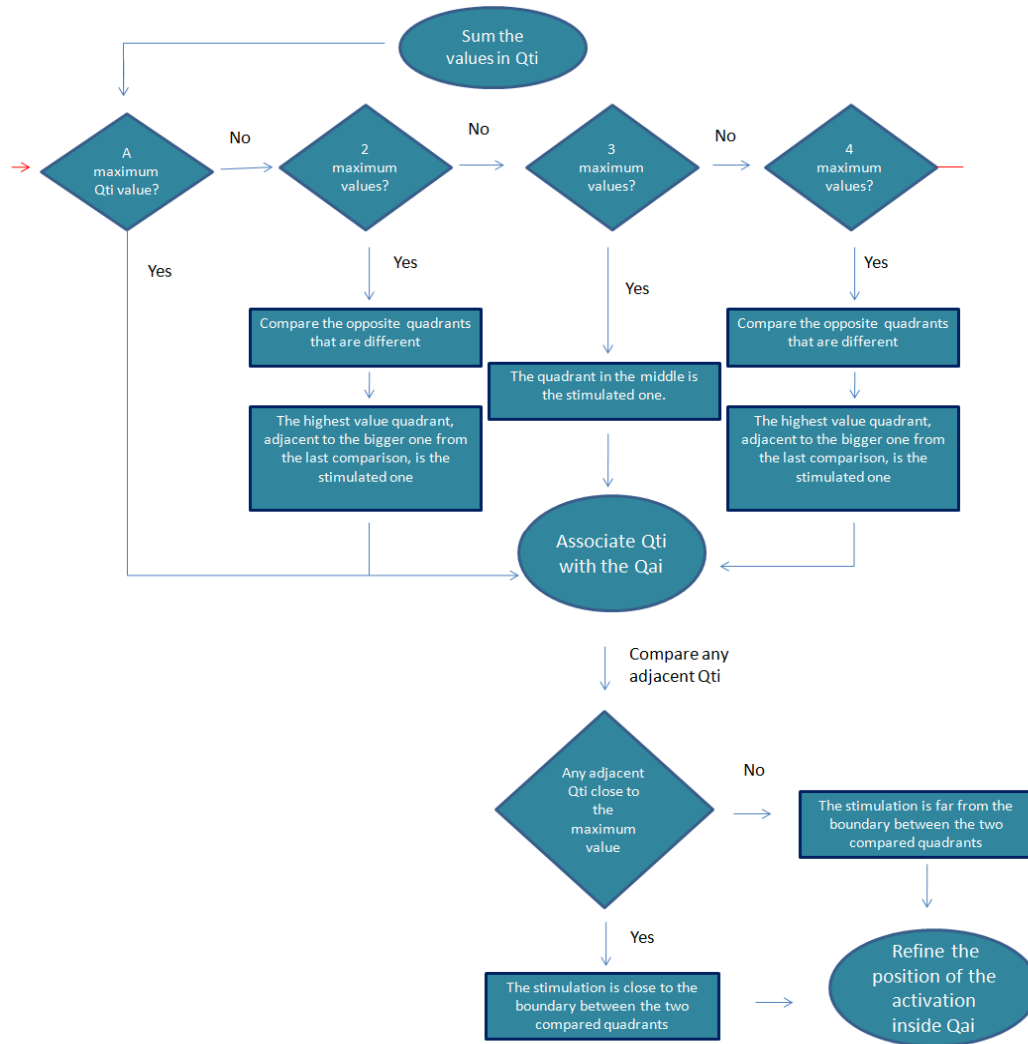 Sum the
values in Qti
A
maximum
Qti value?
No
2
maximum
values?
No
3
maximum
values?
No
4
maximum
values?
Yes
Yes
Yes
Yes
Compare the opposite quadrants
that are different
The quadrant in the middle is
the stimulated one.
Compare the opposite quadrants
that are different
The highest value quadrant,
adjacent to the bigger one from
the last comparison, is the
stimulated one
The highest value quadrant,
adjacent to the bigger one from
the last comparison, is the
stimulated one
Associate Qti
with the Qai
Compare any
adjacent Qti
Any adjacent
Qti close to
the
maximum
value
No
The stimulation is far from the
boundary between the two
compared quadrants
Yes
The stimulation is close to the
boundary between the two
compared quadrants
Refine the
position of the
activation
inside Qai